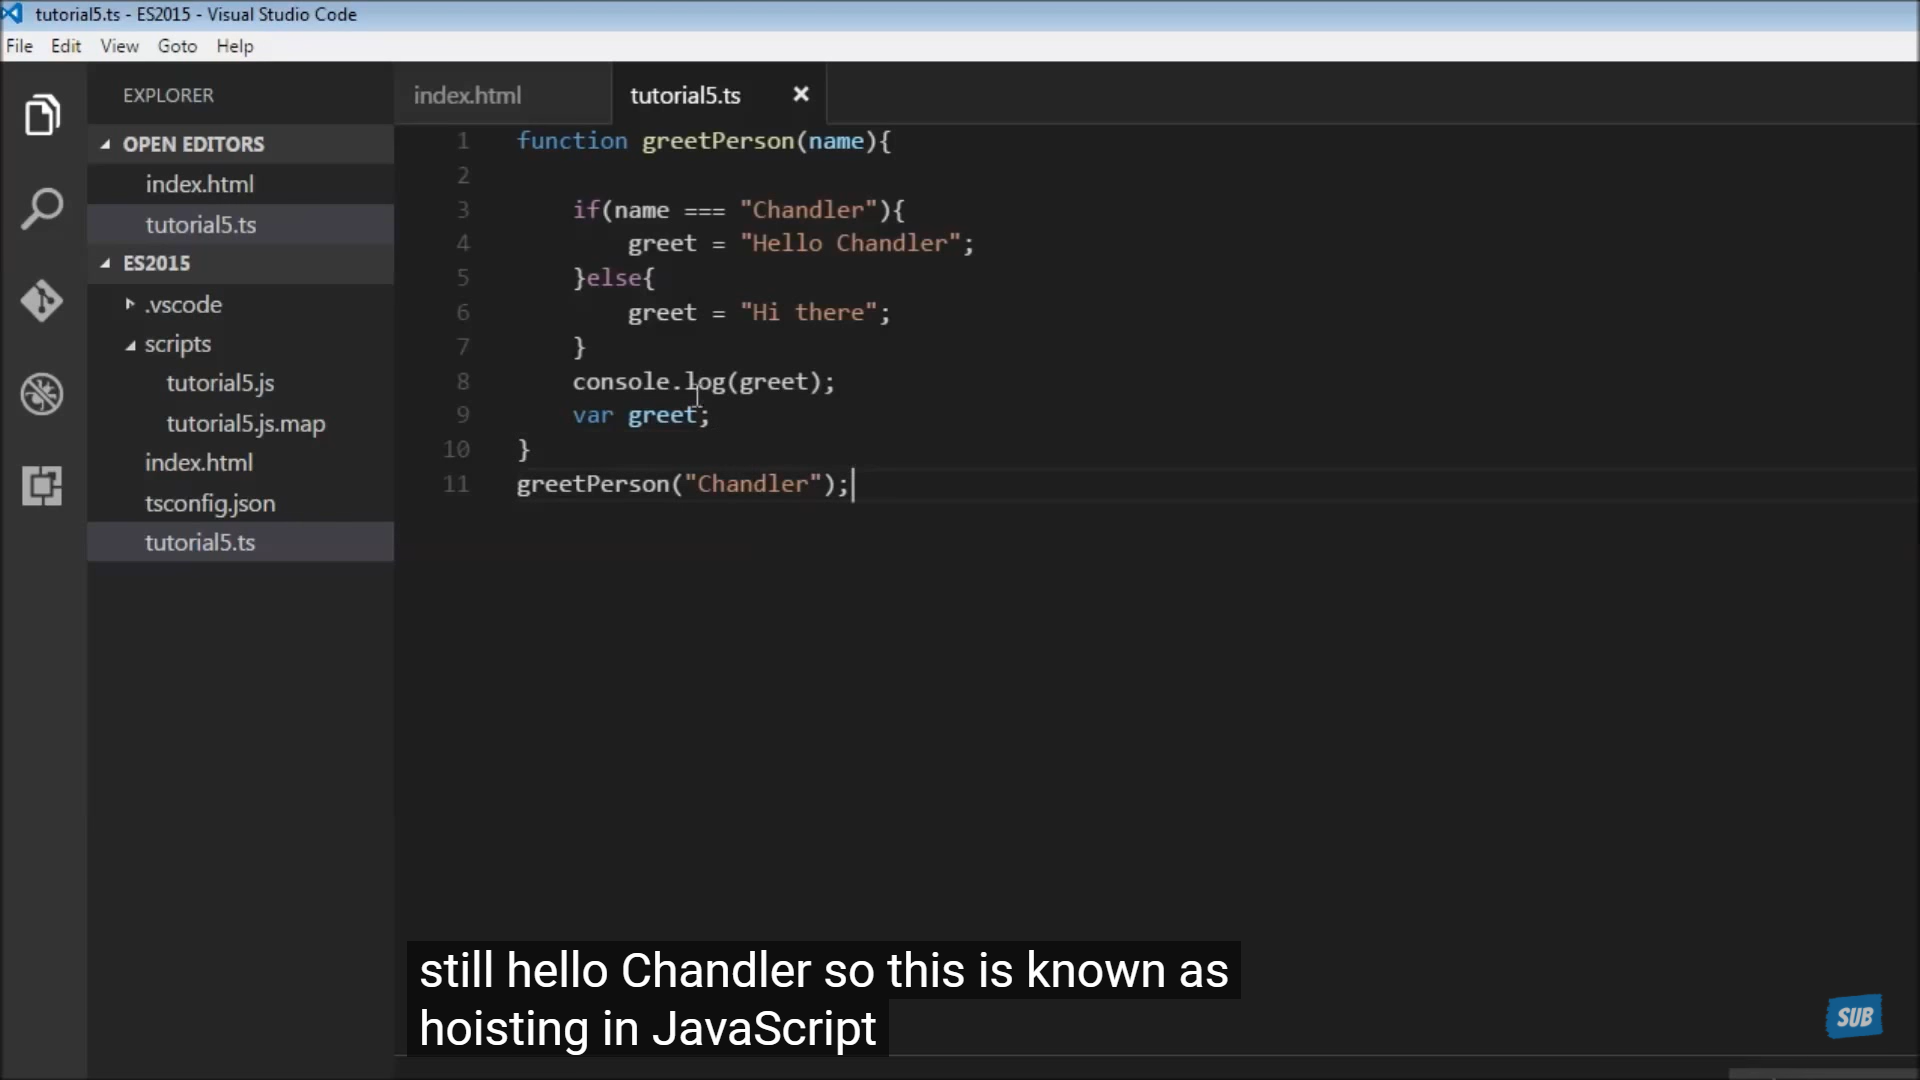 tutorial5.ts - ES2015 - Visual Studio Code
File Edit View Goto Help
EXPLORER
OPEN EDITORS
index.html
tutorial5.ts
ES2015
.vscode
scripts
tutorial5.js
tutorial5.js.map
index.html
tsconfig.json
tutorial5.ts
index.html tutorial5.ts
1 function greetPerson(name){
2
3 if(name === "Chandler"){
4 greet = "Hello Chandler";
5 }else{
6 greet = "Hi there";
7 }
8 console.log(greet);
9 var greet;
10 }
11 greetPerson("Chandler");
still hello Chandler so this is known as
hoisting in JavaScript
SUB